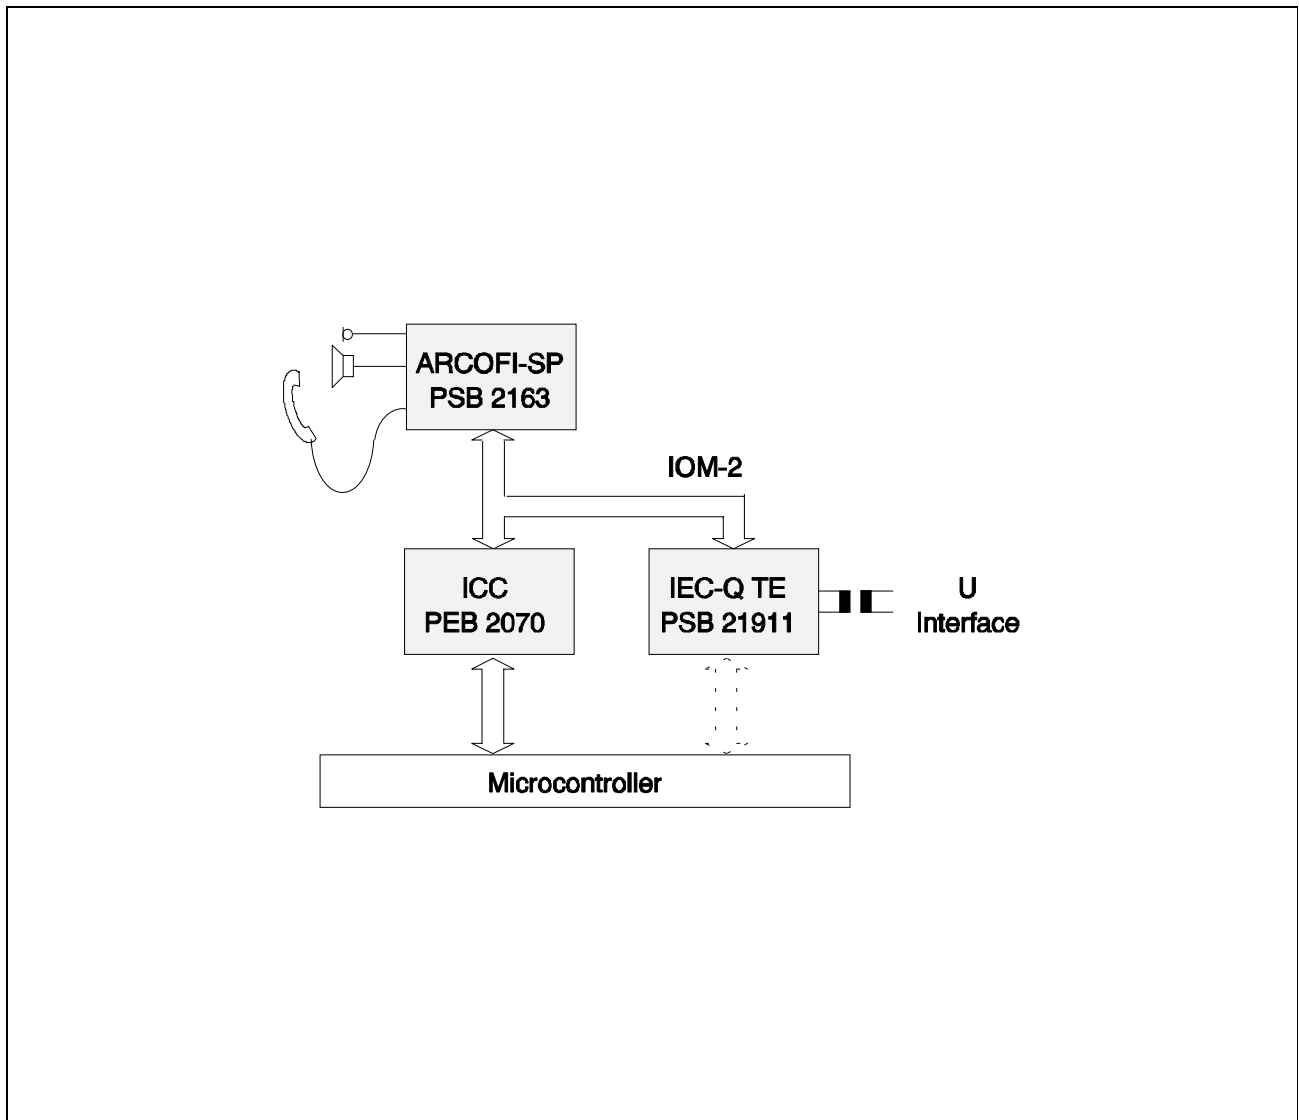 ARCOFI-SP
PSB 2163
IOM-2
ICC
PEB 2070
IEC-Q TE
PSB 21911
U
Interface
Microcontroller